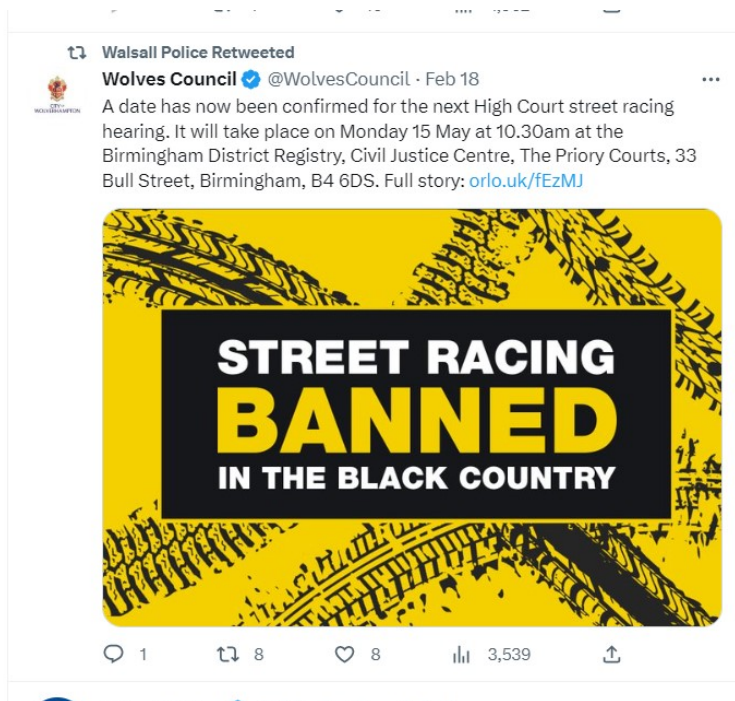 Walsall Police Retweeted
Wolves Council @WolvesCouncil · Feb 18
A date has now been confirmed for the next High Court street racing
hearing. It will take place on Monday 15 May at 10.30am at the
Birmingham District Registry, Civil Justice Centre, The Priory Courts, 33
Bull Street, Birmingham, B4 6DS. Full story: orlo.uk/fEzMJ
STREET RACING
BANNED
IN THE BLACK COUNTRY
1 8 8 3,539